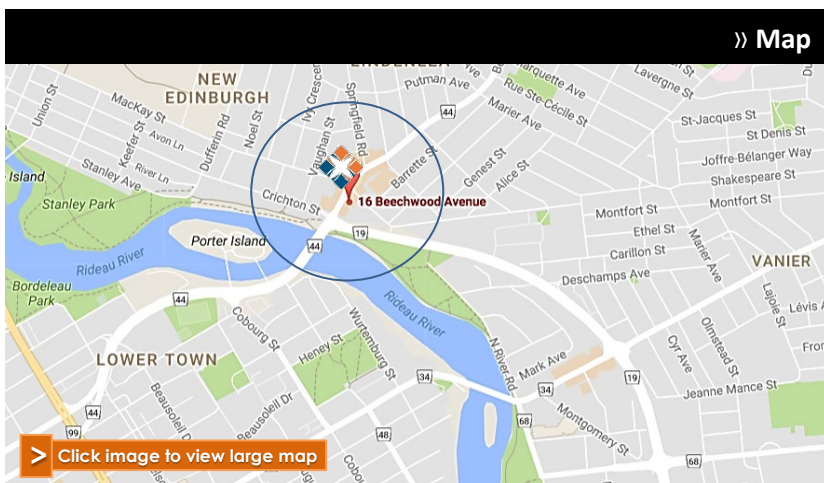 » Map
LINDENLEA
NEW
EDINBURGH
Union St
MacKay St
Keefer St
Avon Ln
River Ln
Dufferin Rd
Noel St
Stanley Ave
Island
Stanley Park
Springfield Rd
Vaughan St
Putman Ave
Marquette Ave
Rue Ste-Cécile St
Marier Ave
Lavergne St
44
St-Jacques St
St Denis St
Joffre-Bélanger Way
Shakespeare St
Montfort St
Montfort St
Barrette St
Genest St
Alice St
Crichton St
16 Beechwood Avenue
Porter Island
44
19
Rideau River
Ethel St
Carillon St
Deschamps Ave
Marier Ave
VANIER
Bordeleau
Park
44
Rideau River
Lajoie St
Cobourg St
Wurtemburg St
Heney St
LOWER TOWN
N River Rd
Mark Ave
Cyr Ave
Olmstead St
34
34
19
Jeanne Mance St
Beausoleil Dr
Beausoleil Dr
44
99
48
68
Montgomery St
68
> Click image to view large map